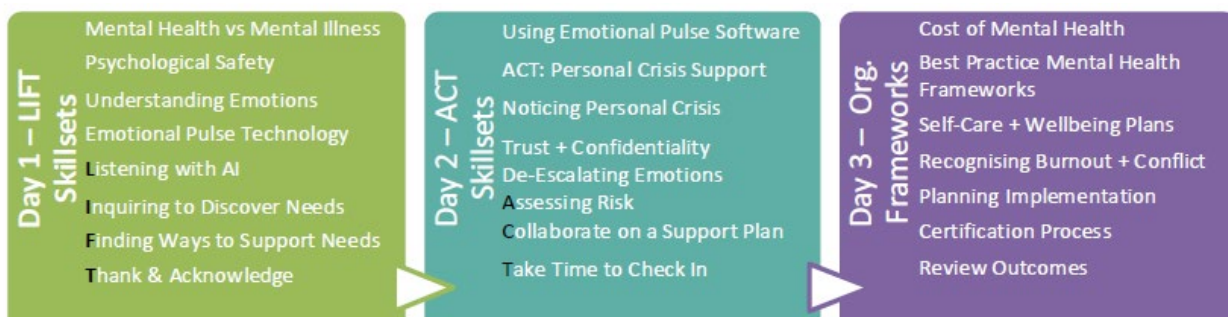 Day 1 – LIFT
Skillsets
Mental Health vs Mental Illness
Psychological Safety
Understanding Emotions
Emotional Pulse Technology
Listening with AI
Inquiring to Discover Needs
Finding Ways to Support Needs
Thank & Acknowledge
Day 2 – ACT
Skillsets
Using Emotional Pulse Software
ACT: Personal Crisis Support
Noticing Personal Crisis
Trust + Confidentiality
De-Escalating Emotions
Assessing Risk
Collaborate on a Support Plan
Take Time to Check In
Day 3 – Org.
Frameworks
Cost of Mental Health
Best Practice Mental Health
Frameworks
Self-Care + Wellbeing Plans
Recognising Burnout + Conflict
Planning Implementation
Certification Process
Review Outcomes